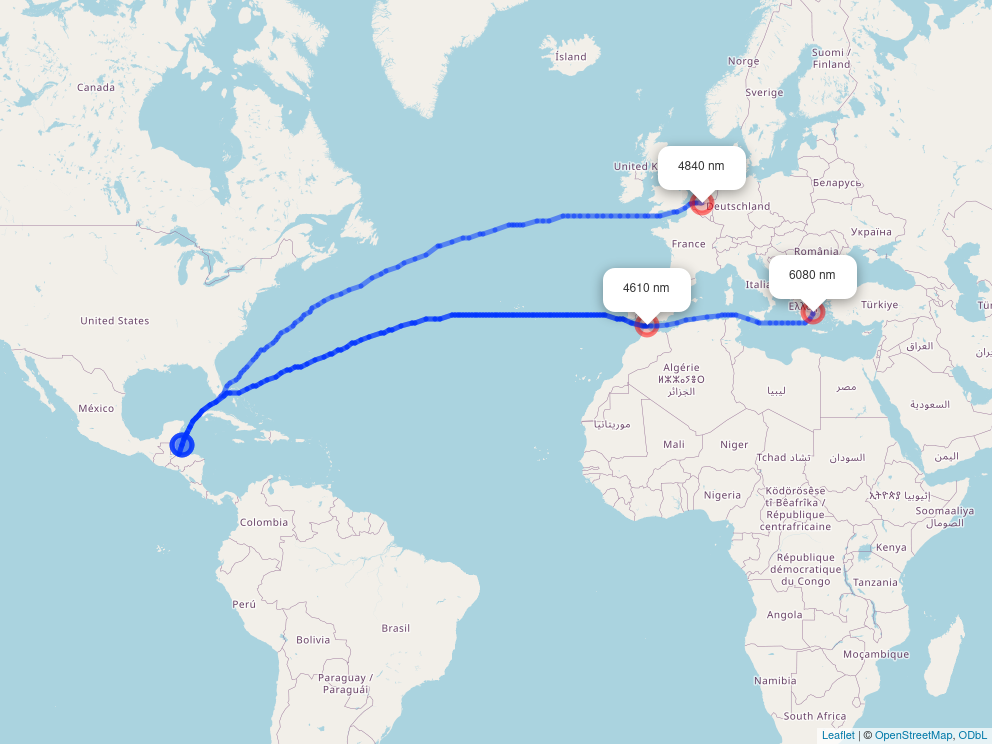 Ísland
Suomi /
Finland
Norge
Canada
Sverige
United K
4840 nm
Беларусь
Deutschland
Україна
France
România
Itali
6080 nm
4610 nm
Ελλ
Türkiye
Tür
United States
العراق
Algérie
ⵍⵣⵣⴰⵢⴻⵔ
الجزائر
ليبيا
مصر
السعودية
México
موريتانيا
Mali
Niger
Tchad تشاد
السودان
اليمن
Nigeria
Ködörösêse
tî Bêafrîka /
République
centrafricaine
ኢትዮጵያ إثيوبيا
Soomaaliya
الصومال
Colombia
Kenya
République
démocratique
du Congo
Tanzania
Perú
Angola
Brasil
Bolivia
Moçambique
Paraguay /
Paraguái
Namibia
South Africa
Leaflet | © OpenStreetMap, ODbL